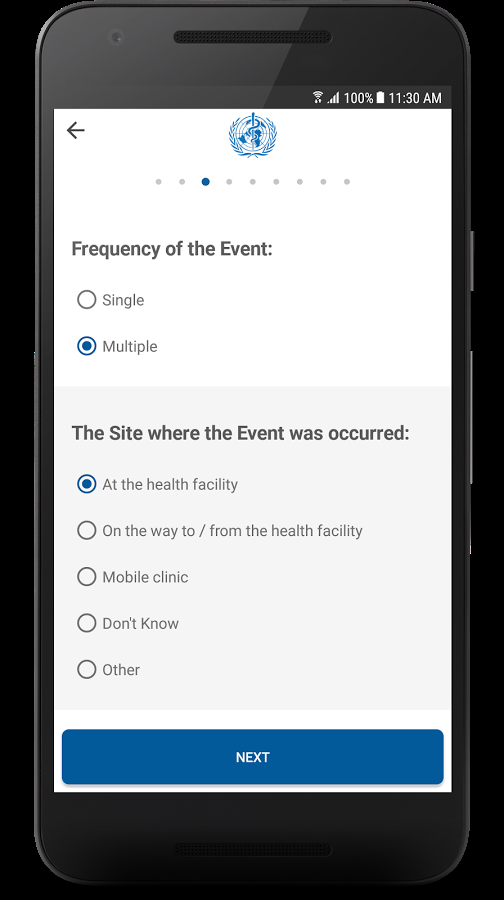 100% 11:30 AM
Frequency of the Event:
Single
Multiple
The Site where the Event was occurred:
At the health facility
On the way to / from the health facility
Mobile clinic
Don't Know
Other
NEXT